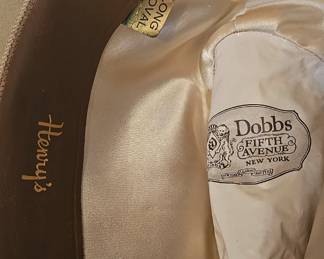 LONG
OVAL
Henry's
Dobbs
FIFTH
AVENUE
NEW YORK